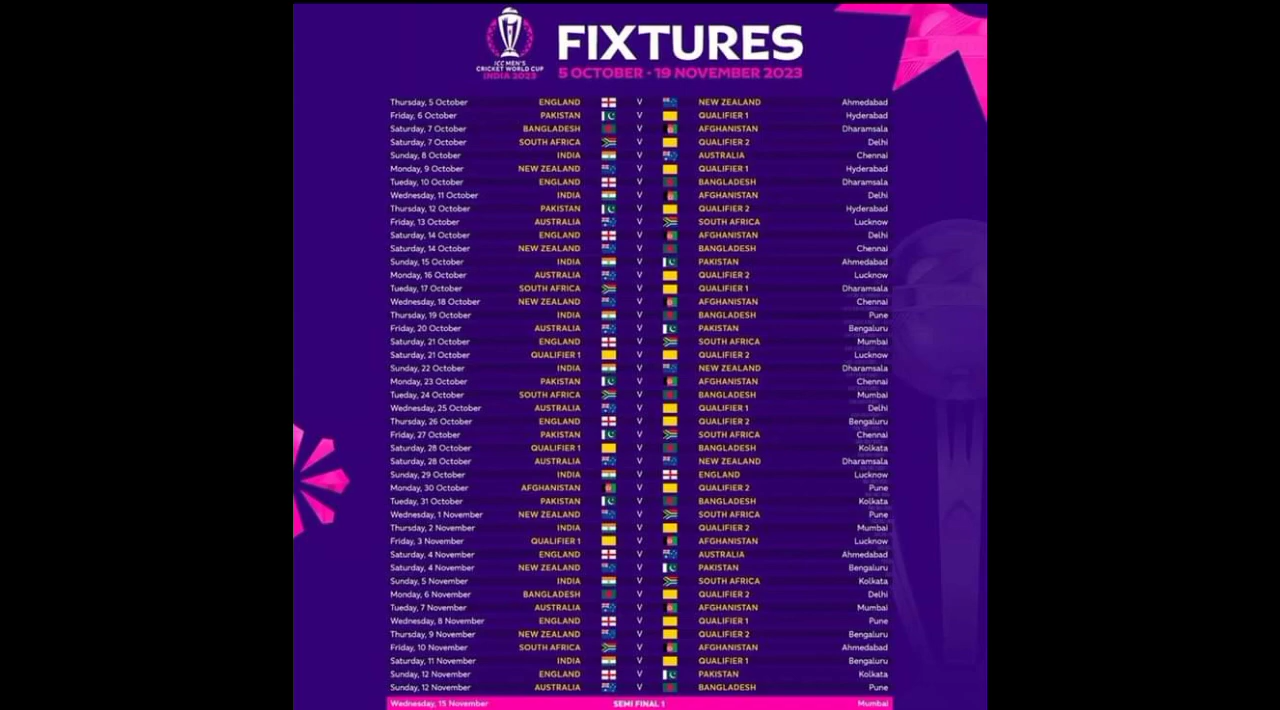 ICC MEN'S
CRICKET WORLD CUP
INDIA 2023
FIXTURES
5 OCTOBER - 19 NOVEMBER 2023
Thursday, 5 October ENGLAND V NEW ZEALAND Ahmedabad
Friday, 6 October PAKISTAN V QUALIFIER 1 Hyderabad
Saturday, 7 October BANGLADESH V AFGHANISTAN Dharamsala
Saturday, 7 October SOUTH AFRICA V QUALIFIER 2 Delhi
Sunday, 8 October INDIA V AUSTRALIA Chennai
Monday, 9 October NEW ZEALAND V QUALIFIER 1 Hyderabad
Tueday, 10 October ENGLAND V BANGLADESH Dharamsala
Wednesday, 11 October INDIA V AFGHANISTAN Delhi
Thursday, 12 October PAKISTAN V QUALIFIER 2 Hyderabad
Friday, 13 October AUSTRALIA V SOUTH AFRICA Lucknow
Saturday, 14 October ENGLAND V AFGHANISTAN Delhi
Saturday, 14 October NEW ZEALAND V BANGLADESH Chennai
Sunday, 15 October INDIA V PAKISTAN Ahmedabad
Monday, 16 October AUSTRALIA V QUALIFIER 2 Lucknow
Tueday, 17 October SOUTH AFRICA V QUALIFIER 1 Dharamsala
Wednesday, 18 October NEW ZEALAND V AFGHANISTAN Chennai
Thursday, 19 October INDIA V BANGLADESH Pune
Friday, 20 October AUSTRALIA V PAKISTAN Bengaluru
Saturday, 21 October ENGLAND V SOUTH AFRICA Mumbai
Saturday, 21 October QUALIFIER 1 V QUALIFIER 2 Lucknow
Sunday, 22 October INDIA V NEW ZEALAND Dharamsala
Monday, 23 October PAKISTAN V AFGHANISTAN Chennai
Tueday, 24 October SOUTH AFRICA V BANGLADESH Mumbai
Wednesday, 25 October AUSTRALIA V QUALIFIER 1 Delhi
Thursday, 26 October ENGLAND V QUALIFIER 2 Bengaluru
Friday, 27 October PAKISTAN V SOUTH AFRICA Chennai
Saturday, 28 October QUALIFIER 1 V BANGLADESH Kolkata
Saturday, 28 October AUSTRALIA V NEW ZEALAND Dharamsala
Sunday, 29 October INDIA V ENGLAND Lucknow
Monday, 30 October AFGHANISTAN V QUALIFIER 2 Pune
Tueday, 31 October PAKISTAN V BANGLADESH Kolkata
Wednesday, 1 November NEW ZEALAND V SOUTH AFRICA Pune
Thursday, 2 November INDIA V QUALIFIER 2 Mumbai
Friday, 3 November QUALIFIER 1 V AFGHANISTAN Lucknow
Saturday, 4 November ENGLAND V AUSTRALIA Ahmedabad
Saturday, 4 November NEW ZEALAND V PAKISTAN Bengaluru
Sunday, 5 November INDIA V SOUTH AFRICA Kolkata
Monday, 6 November BANGLADESH V QUALIFIER 2 Delhi
Tueday, 7 November AUSTRALIA V AFGHANISTAN Mumbai
Wednesday, 8 November ENGLAND V QUALIFIER 1 Pune
Thursday, 9 November NEW ZEALAND V QUALIFIER 2 Bengaluru
Friday, 10 November SOUTH AFRICA V AFGHANISTAN Ahmedabad
Saturday, 11 November INDIA V QUALIFIER 1 Bengaluru
Sunday, 12 November ENGLAND V PAKISTAN Kolkata
Sunday, 12 November AUSTRALIA V BANGLADESH Pune
Wednesday, 15 November SEMI FINAL 1 Mumbai